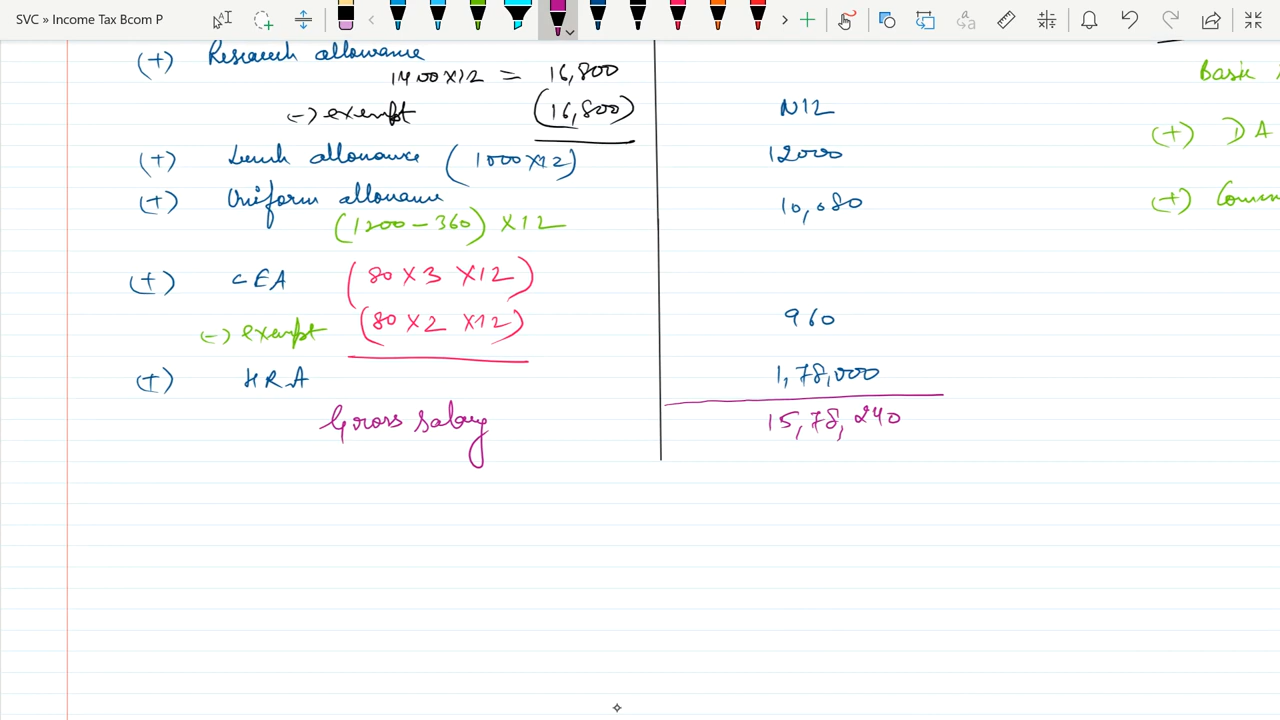 SVC » Income Tax Bcom P
(+) Research allowance
1400×12 = 16,800
(-) exempt (16,800) Nil
(+) Lunch allowance (1000×12) 12000
(+) Uniform allowance 10,080
(1200-360) ×12
(+) CEA (80×3 ×12)
(-) exempt (80×2 ×12) 960
(+) HRA 1,78,000
Gross salary 15,78,240
Basic
(+) DA
(+)